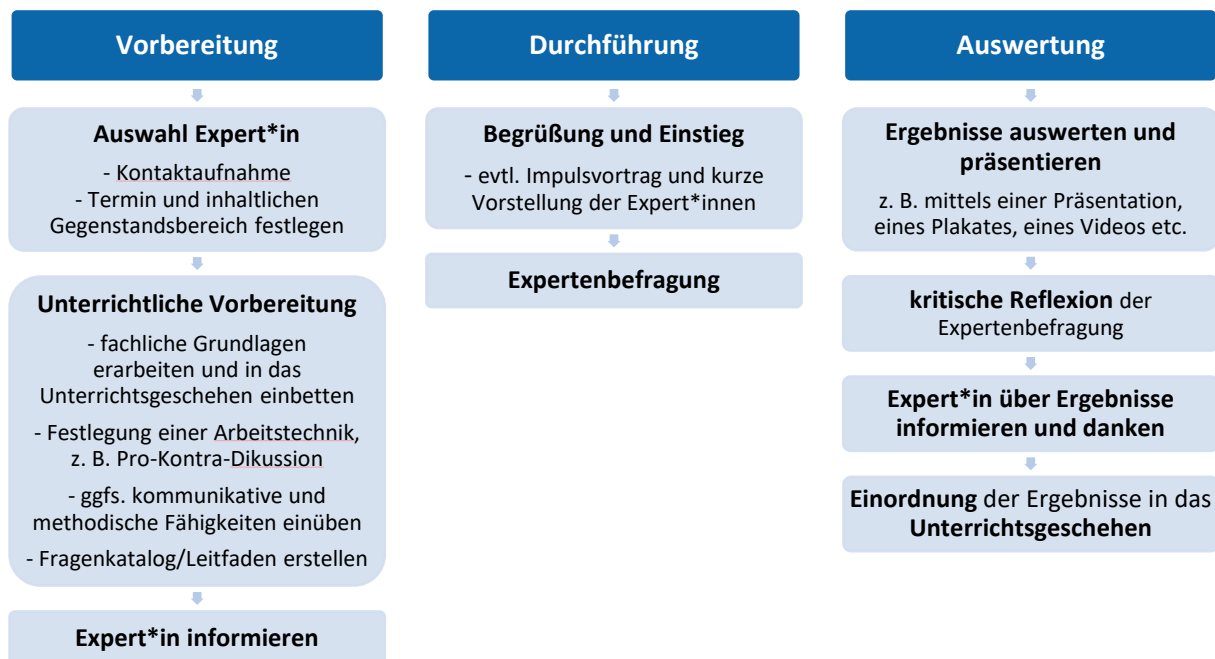 Vorbereitung
Auswahl Expert*in
- Kontaktaufnahme
- Termin und inhaltlichen
Gegenstandsbereich festlegen
Unterrichtliche Vorbereitung
- fachliche Grundlagen
erarbeiten und in das
Unterrichtsgeschehen einbetten
- Festlegung einer Arbeitstechnik,
z. B. Pro-Kontra-Dikussion
- ggfs. kommunikative und
methodische Fähigkeiten einüben
- Fragenkatalog/Leitfaden erstellen
Expert*in informieren
Durchführung
Begrüßung und Einstieg
- evtl. Impulsvortrag und kurze
Vorstellung der Expert*innen
Expertenbefragung
Auswertung
Ergebnisse auswerten und
präsentieren
z. B. mittels einer Präsentation,
eines Plakates, eines Videos etc.
kritische Reflexion der
Expertenbefragung
Expert*in über Ergebnisse
informieren und danken
Einordnung der Ergebnisse in das
Unterrichtsgeschehen